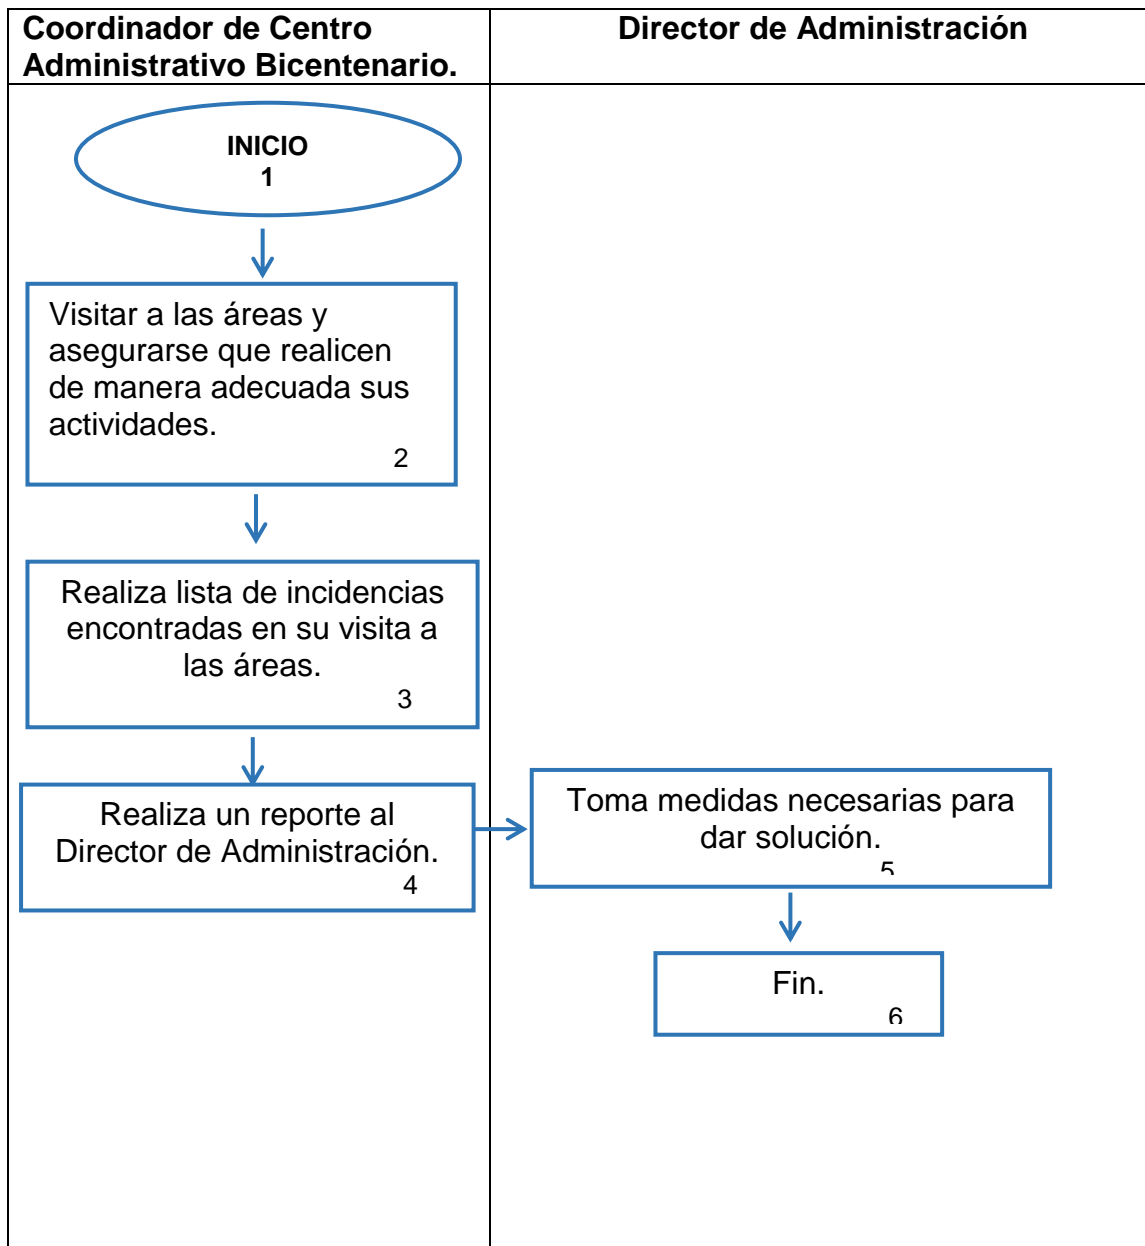 Coordinador de Centro
Administrativo Bicentenario.
Director de Administración
INICIO
1
Visitar a las áreas y
asegurarse que realicen
de manera adecuada sus
actividades.
2
Realiza lista de incidencias
encontradas en su visita a
las áreas.
3
Realiza un reporte al
Director de Administración.
4
Toma medidas necesarias para
dar solución.
5
Fin.
6